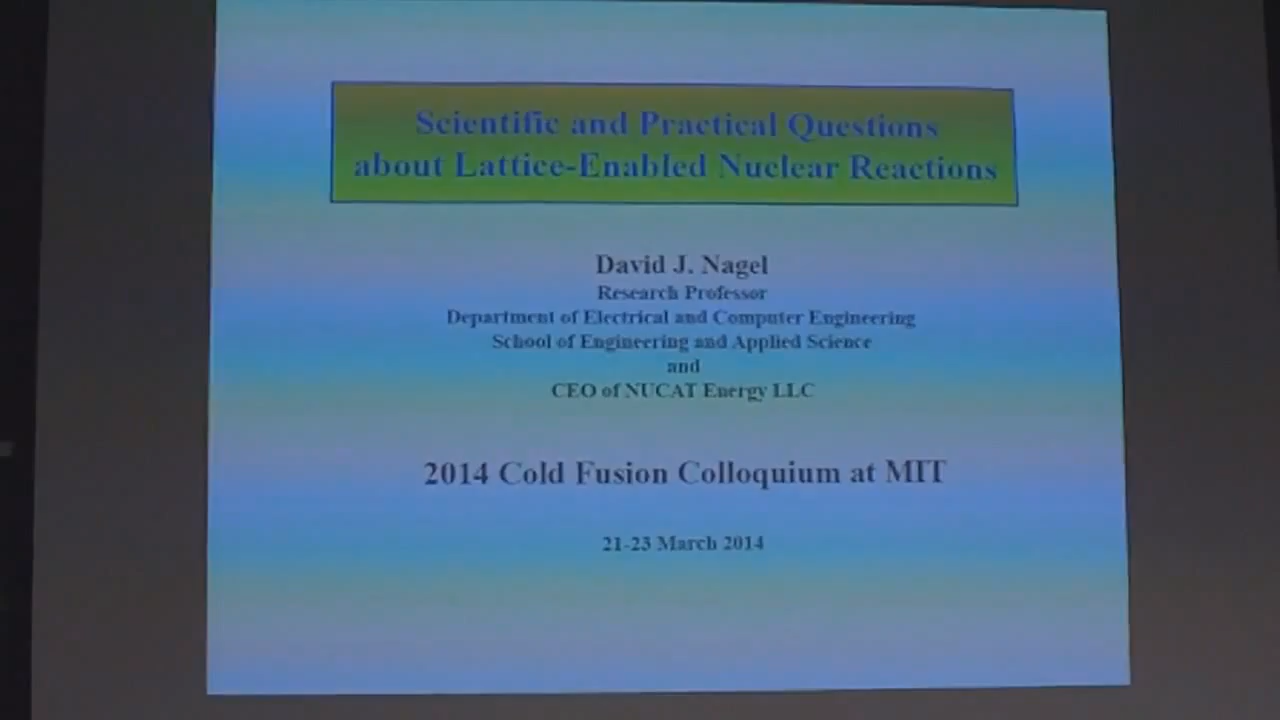 Scientific and Practical Questions
about Lattice-Enabled Nuclear Reactions
David J. Nagel
Research Professor
Department of Electrical and Computer Engineering
School of Engineering and Applied Science
and
CEO of NUCAT Energy LLC
2014 Cold Fusion Colloquium at MIT
21-23 March 2014